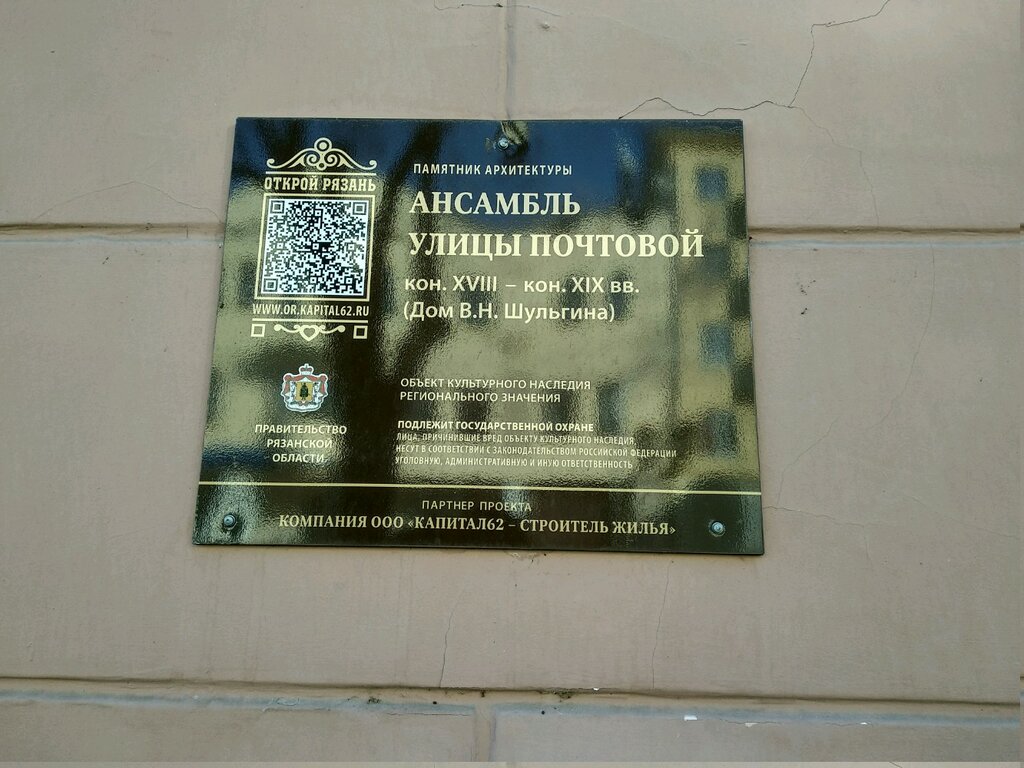 ОТКРОЙ РЯЗАНЬ
WWW.OR.KAPITAL62.RU
ПРАВИТЕЛЬСТВО
РЯЗАНСКОЙ
ОБЛАСТИ
ПАМЯТНИК АРХИТЕКТУРЫ
АНСАМБЛЬ
УЛИЦЫ ПОЧТОВОЙ
кон. XVIII – кон. XIX вв.
(Дом В.Н. Шульгина)
ОБЪЕКТ КУЛЬТУРНОГО НАСЛЕДИЯ
РЕГИОНАЛЬНОГО ЗНАЧЕНИЯ
ПОДЛЕЖИТ ГОСУДАРСТВЕННОЙ ОХРАНЕ
ЛИЦА, ПРИЧИНИВШИЕ ВРЕД ОБЪЕКТУ КУЛЬТУРНОГО НАСЛЕДИЯ,
НЕСУТ В СООТВЕТСТВИИ С ЗАКОНОДАТЕЛЬСТВОМ РОССИЙСКОЙ ФЕДЕРАЦИИ
УГОЛОВНУЮ, АДМИНИСТРАТИВНУЮ И ИНУЮ ОТВЕТСТВЕННОСТЬ
ПАРТНЕР ПРОЕКТА
КОМПАНИЯ ООО «КАПИТАЛ62 – СТРОИТЕЛЬ ЖИЛЬЯ»